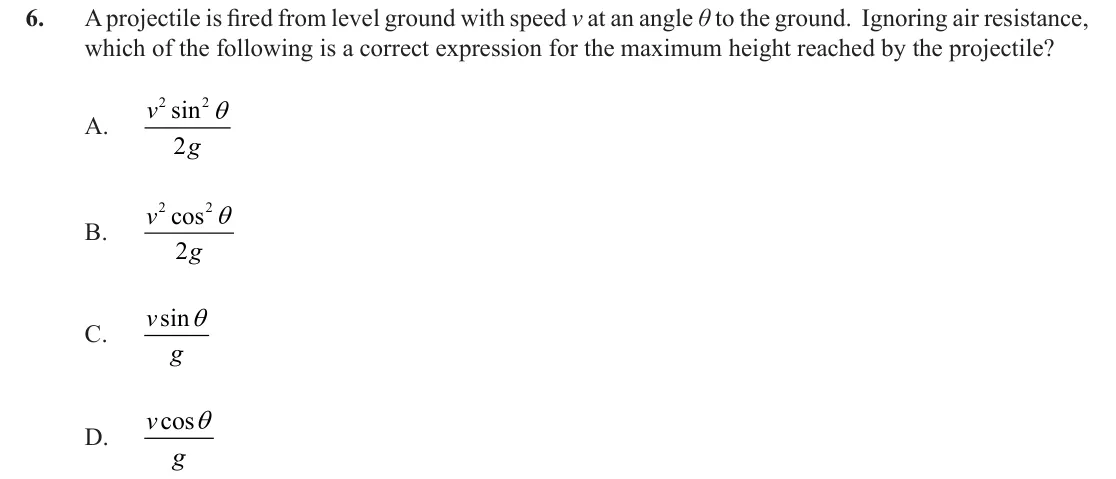 6. A projectile is fired from level ground with speed v at an angle θ to the ground. Ignoring air resistance,
which of the following is a correct expression for the maximum height reached by the projectile?
A. v² sin² θ / 2g
B. v² cos² θ / 2g
C. v sin θ / g
D. v cos θ / g